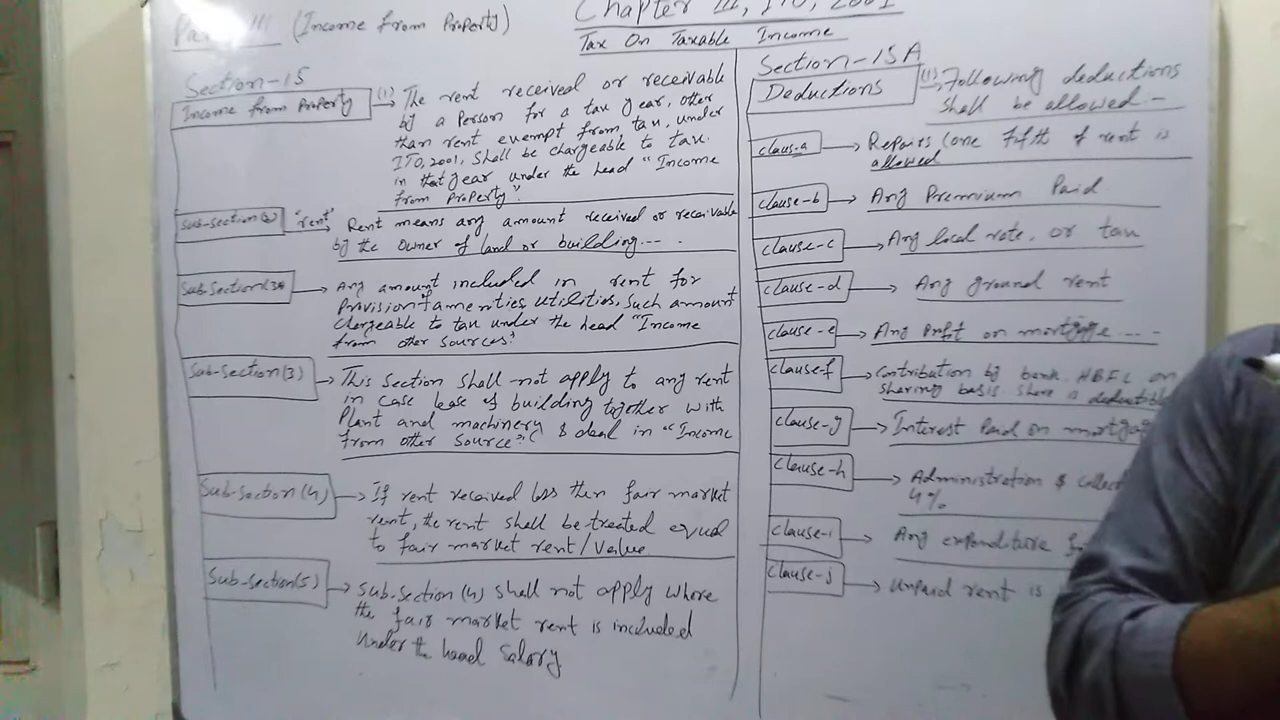 Part III (Income from Property)
Chapter III, ITO, 2001
Tax On Taxable Income
Section-15
Income from Property (1) The rent received or receivable
by a Person for a tax year, other
than rent exempt from tax, under
ITO, 2001, shall be chargeable to tax.
in that year under the head "Income
from Property".
Sub-section(2) "rent" Rent means any amount received or receivable
by the owner of land or building.... .
Sub Section(3A) Any amount included in rent for
Provision of amenities, utilities, such amount
Chargeable to tax under the head "Income
from other sources"
Sub-section(3) This section shall not apply to any rent
in case lease of building together with
Plant and machinery & deal in "Income
from other source"
Sub-section(4) If rent received less then fair market
rent, the rent shall be treated equal
to fair market rent/value
Sub-section(5) Sub-section (4) shall not apply where
the fair market rent is included
under the head Salary
Section-15A
Deductions (1) Following deductions
shall be allowed.-
clause-a Repairs (one fifth of rent is
allowed
clause-b Any Premium Paid
clause-c Any local rate, or tax
clause-d Any ground rent
clause-e Any Profit on mortgage....-
clause-f Contribution by bank, HBFC on
sharing basis share is deductible
clause-g Interest Paid on mortgag
clause-h Administration & collect
4%
clause-i Any expenditure
clause-j Unpaid rent is